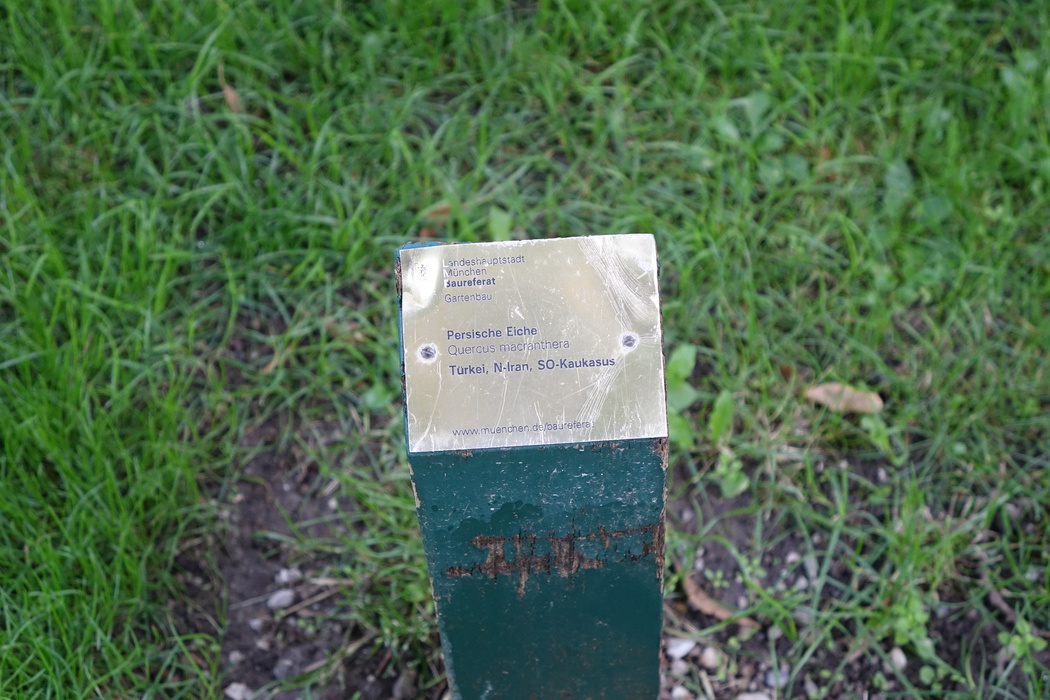 Landeshauptstadt
München
Baureferat
Gartenbau
Persische Eiche
Quercus macranthera
Türkei, N-Iran, SO-Kaukasus
www.muenchen.de/baureferat